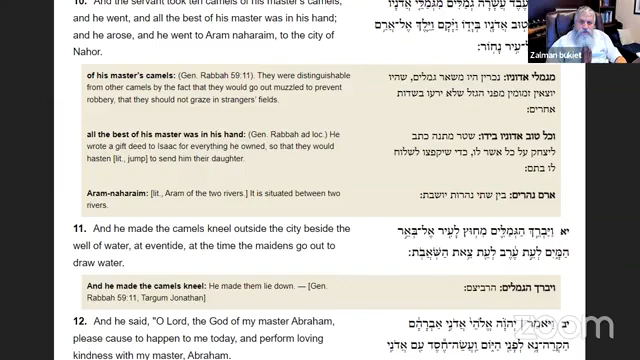 10. And the servant took ten camels of his master's camels,
and he went, and all the best of his master was in his hand;
and he arose, and he went to Aram naharaim, to the city of
Nahor.
עֶבֶד עֲשָׂרָה גְמַלִּים מִגְּמַלֵּי אֲדֹנָיו
טוּב אֲדֹנָיו בְּיָדוֹ וַיָּקָם וַיֵּלֶךְ אֶל־אֲרַם
עִיר נָחוֹר:
Zalman bukiet
of his master's camels: (Gen. Rabbah 59:11). They were distinguishable
from other camels by the fact that they would go out muzzled to prevent
robbery, that they should not graze in strangers' fields.
מגמלי אדוניו: נכרין היו משאר גמלים, שהיו
יוצאין זמומין מפני הגזל שלא ירעו בשדות
אחרים:
all the best of his master was in his hand: (Gen. Rabbah ad loc.) He
wrote a gift deed to Isaac for everything he owned, so that they would
hasten [lit., jump] to send him their daughter.
וכל טוב אדוניו בידו: שטר מתנה כתב
ליצחק על כל אשר לו, כדי שיקפצו לשלוח
לו בתם:
Aram-naharaim: [lit., Aram of the two rivers.] It is situated between two
rivers.
ארם נהרים: בין שתי נהרות יושבת:
11. And he made the camels kneel outside the city beside the
well of water, at eventide, at the time the maidens go out to
draw water.
יא וַיַּבְרֵךְ הַגְּמַלִּים מִחוּץ לָעִיר אֶל־בְּאֵר
הַמָּיִם לְעֵת עֶרֶב לְעֵת צֵאת הַשֹּׁאֲבֹת:
And he made the camels kneel: He made them lie down. — [Gen.
Rabbah 59:11, Targum Jonathan]
ויברך הגמלים: הרביצם:
12. And he said, "O Lord, the God of my master Abraham,
please cause to happen to me today, and perform loving
kindness with my master, Abraham.
יב וַיֹּאמַר | יְהֹוָה אֱלֹהֵי אֲדֹנִי אַבְרָהָם
הַקְרֵה־נָא לְפָנַי הַיּוֹם וַעֲשֵׂה־חֶסֶד עִם אֲדֹנִי
zoom